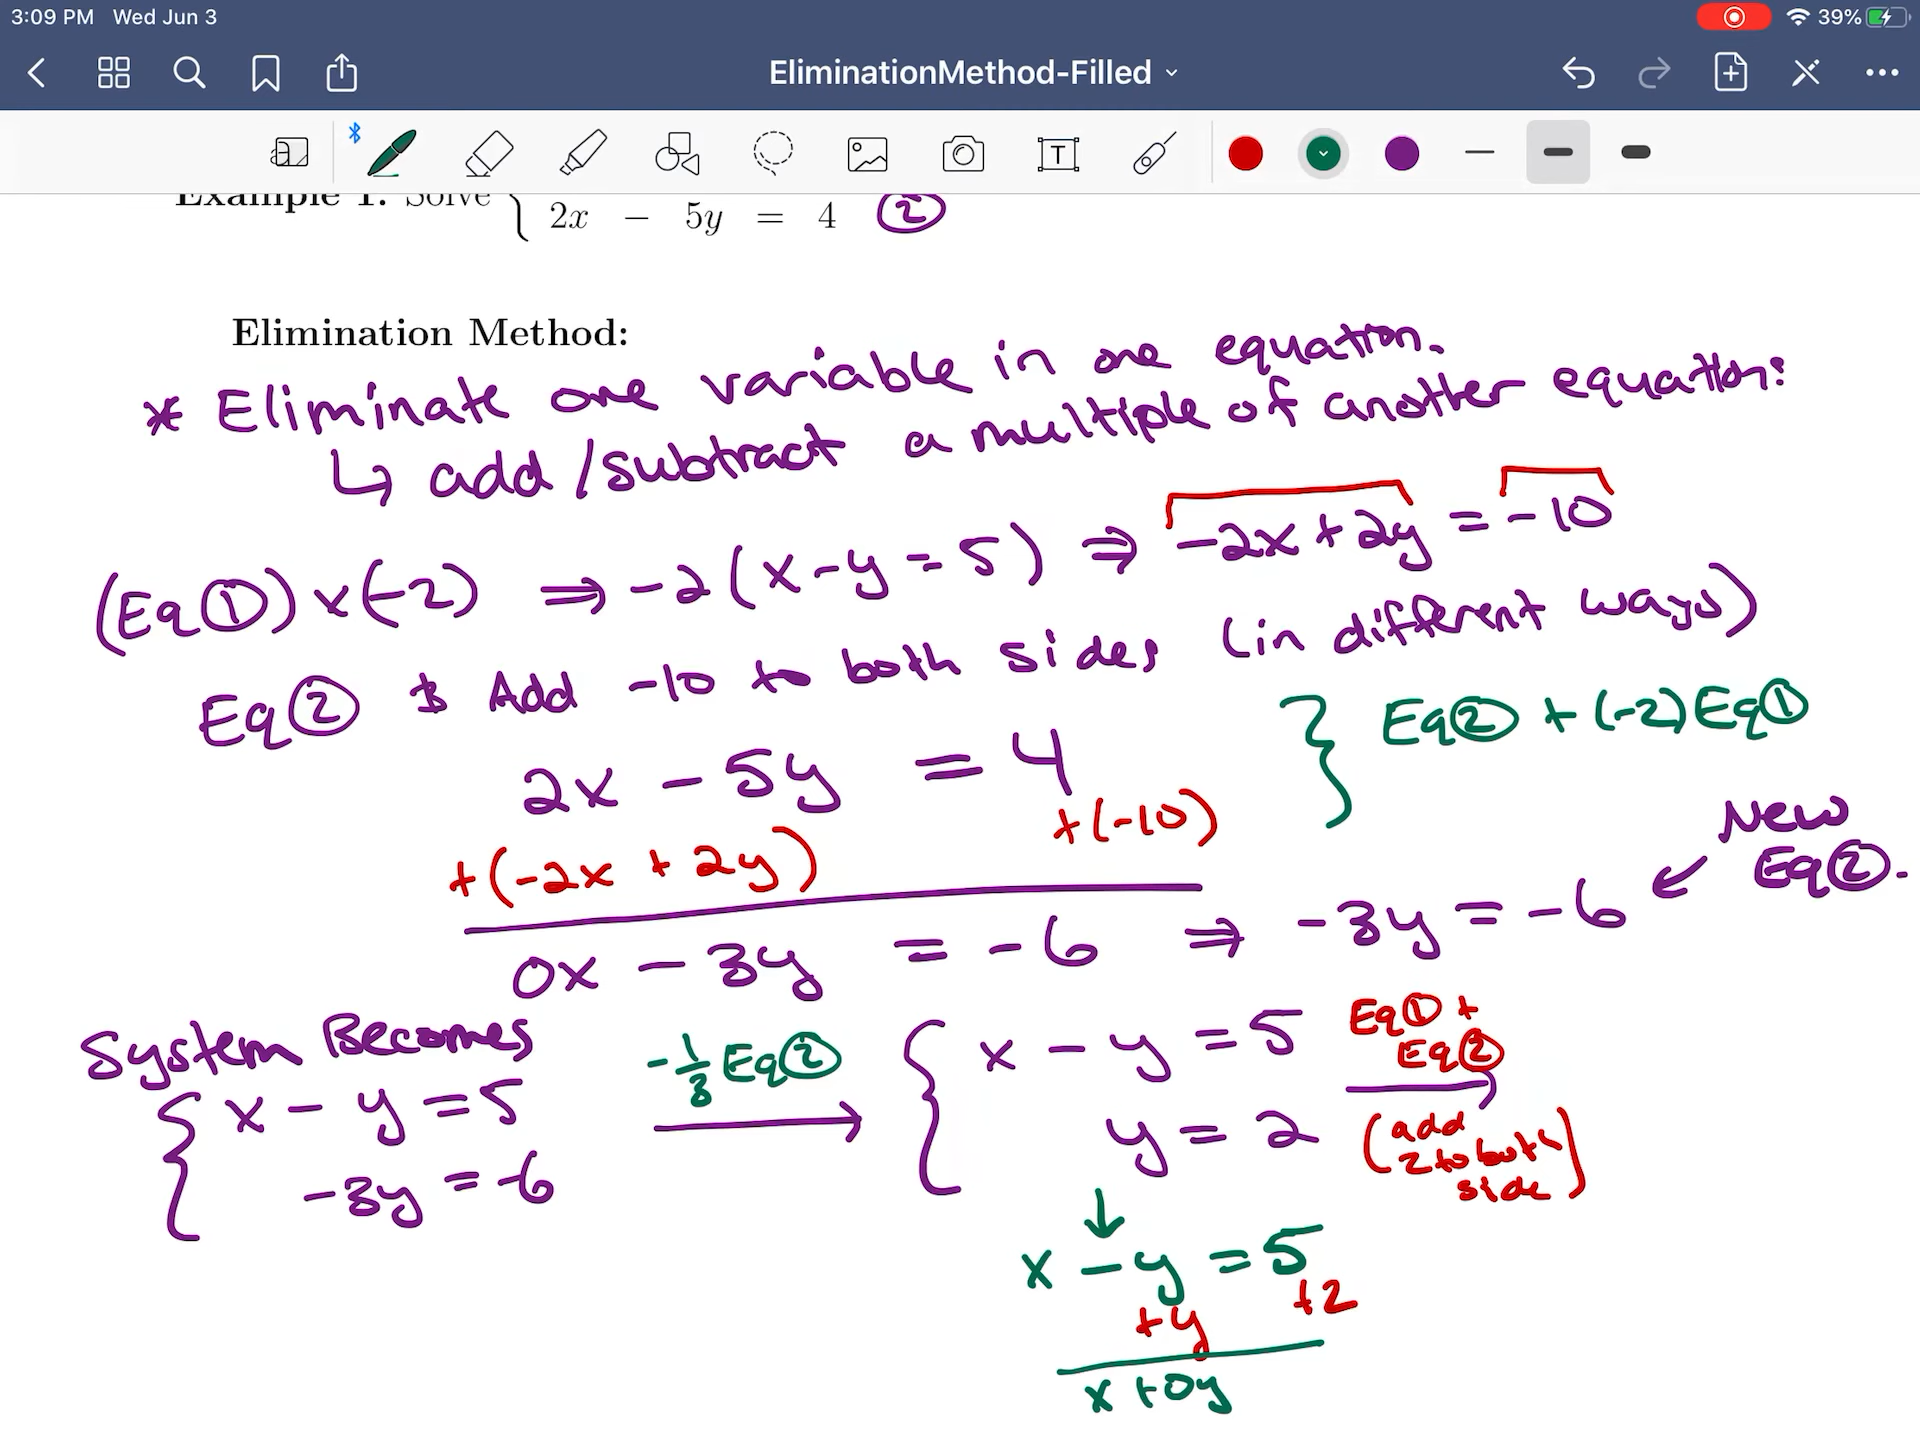 3:09 PM Wed Jun 3
39%
EliminationMethod-Filled
Example 1. Solve { 2x − 5y = 4 ②
Elimination Method:
* Eliminate one variable in one equation.
↳ add/subtract a multiple of another equation:
(Eq①)×(-2) ⇒ -2(x-y=5) ⇒ -2x+2y = -10
Eq② $ Add -10 to both sides (in different ways)
2x - 5y = 4
+(-2x + 2y) +(-10)
} Eq② + (-2)Eq①
0x - 3y = -6 ⇒ -3y = -6 ← New Eq②.
System Becomes
{ x - y = 5
-3y = -6
-1/3 Eq②
→
{ x - y = 5
y = 2
Eq① +
Eq②
(add
2 to both
side)
↓
x - y = 5
+y +2
x + 0y